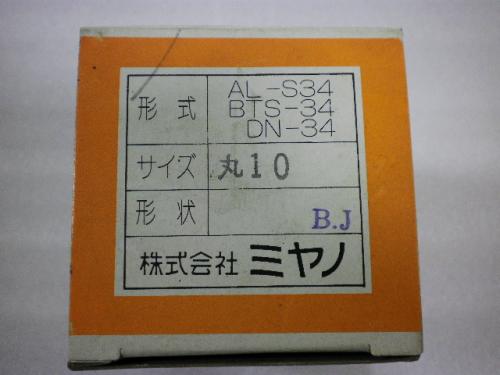 形式 AL-S34
BTS-34
DN-34
サイズ 丸10
形状 B.J
株式会社 ミヤノ